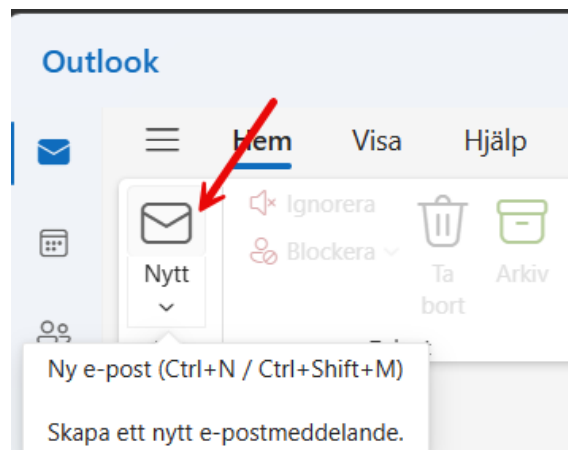 Outlook
Hem Visa Hjälp
Ignorera
Blockera
Nytt
Ta bort
Arkiv
Ny e-post (Ctrl+N / Ctrl+Shift+M)
Skapa ett nytt e-postmeddelande.